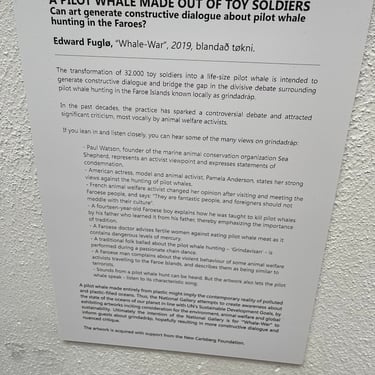 A PILOT WHALE MADE OUT OF TOY SOLDIERS
Can art generate constructive dialogue about pilot whale
hunting in the Faroes?
Edward Fuglø, "Whale-War", 2019, blandað tøkni.
The transformation of 32.000 toy soldiers into a life-size pilot whale is intended to
generate constructive dialogue and bridge the gap in the divisive debate surrounding
pilot whale hunting in the Faroe Islands known locally as grindadráp.
In the past decades, the practice has sparked a controversial debate and attracted
significant criticism, most vocally by animal welfare activists.
If you lean in and listen closely, you can hear some of the many views on grindadráp:
- Paul Watson, founder of the marine animal conservation organization Sea
Shepherd, represents an activist viewpoint and expresses statements of
condemnation.
- American actress, model and animal activist, Pamela Anderson, states her strong
views against the hunting of pilot whales.
- French animal welfare activist changed her opinion after visiting and meeting the
Faroese people, and says: "They are fantastic people, and foreigners should not
meddle with their culture".
- A fourteen-year-old Faroese boy explains how he was taught to kill pilot whales
by his father who learned it from his father, thereby emphasizing the importance
of tradition.
- A Faroese doctor advises fertile women against eating pilot whale meat as it
contains dangerous levels of mercury.
- A traditional folk ballad about the pilot whale hunting – 'Grindavísan' - is
performed during a passionate chain dance.
- A Faroese man complains about the violent behaviour of some animal welfare
activists travelling to the Faroe Islands, and describes them as being similar to
terrorists.
- Sounds from a pilot whale hunt can be heard. But the artwork also lets the pilot
whale speak - listen to its characteristic song.
A pilot whale made entirely from plastic might imply the contemporary reality of polluted
and plastic-filled oceans. Thus, the National Gallery attempts to create awareness about
the state of the oceans of our planet in line with UN's Sustainable Development Goals, by
exhibiting artworks inciting consideration for the environment, animal welfare and global
sustainability. Ultimately the intention of the National Gallery is for "Whale-War" to
inform guests about grindadráp, hopefully resulting in more constructive dialogue and
nuanced critique.
The artwork is acquired with support from the New Carlsberg Foundation.